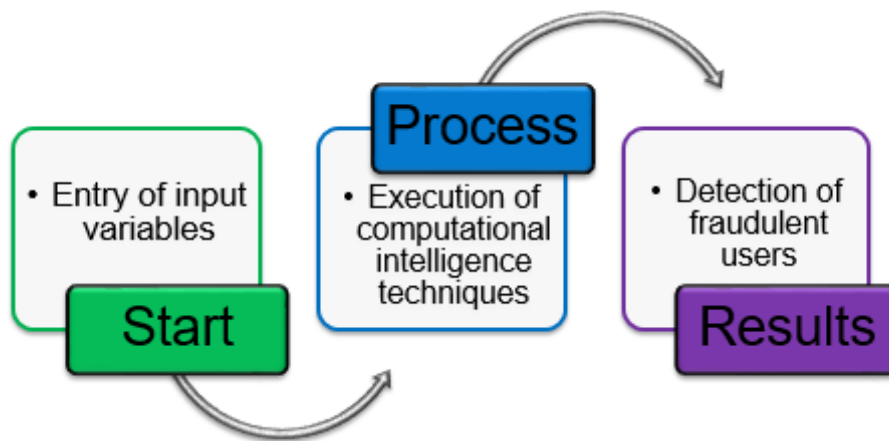 • Entry of input
variables
Start
Process
• Execution of
computational
intelligence
techniques
• Detection of
fraudulent
users
Results